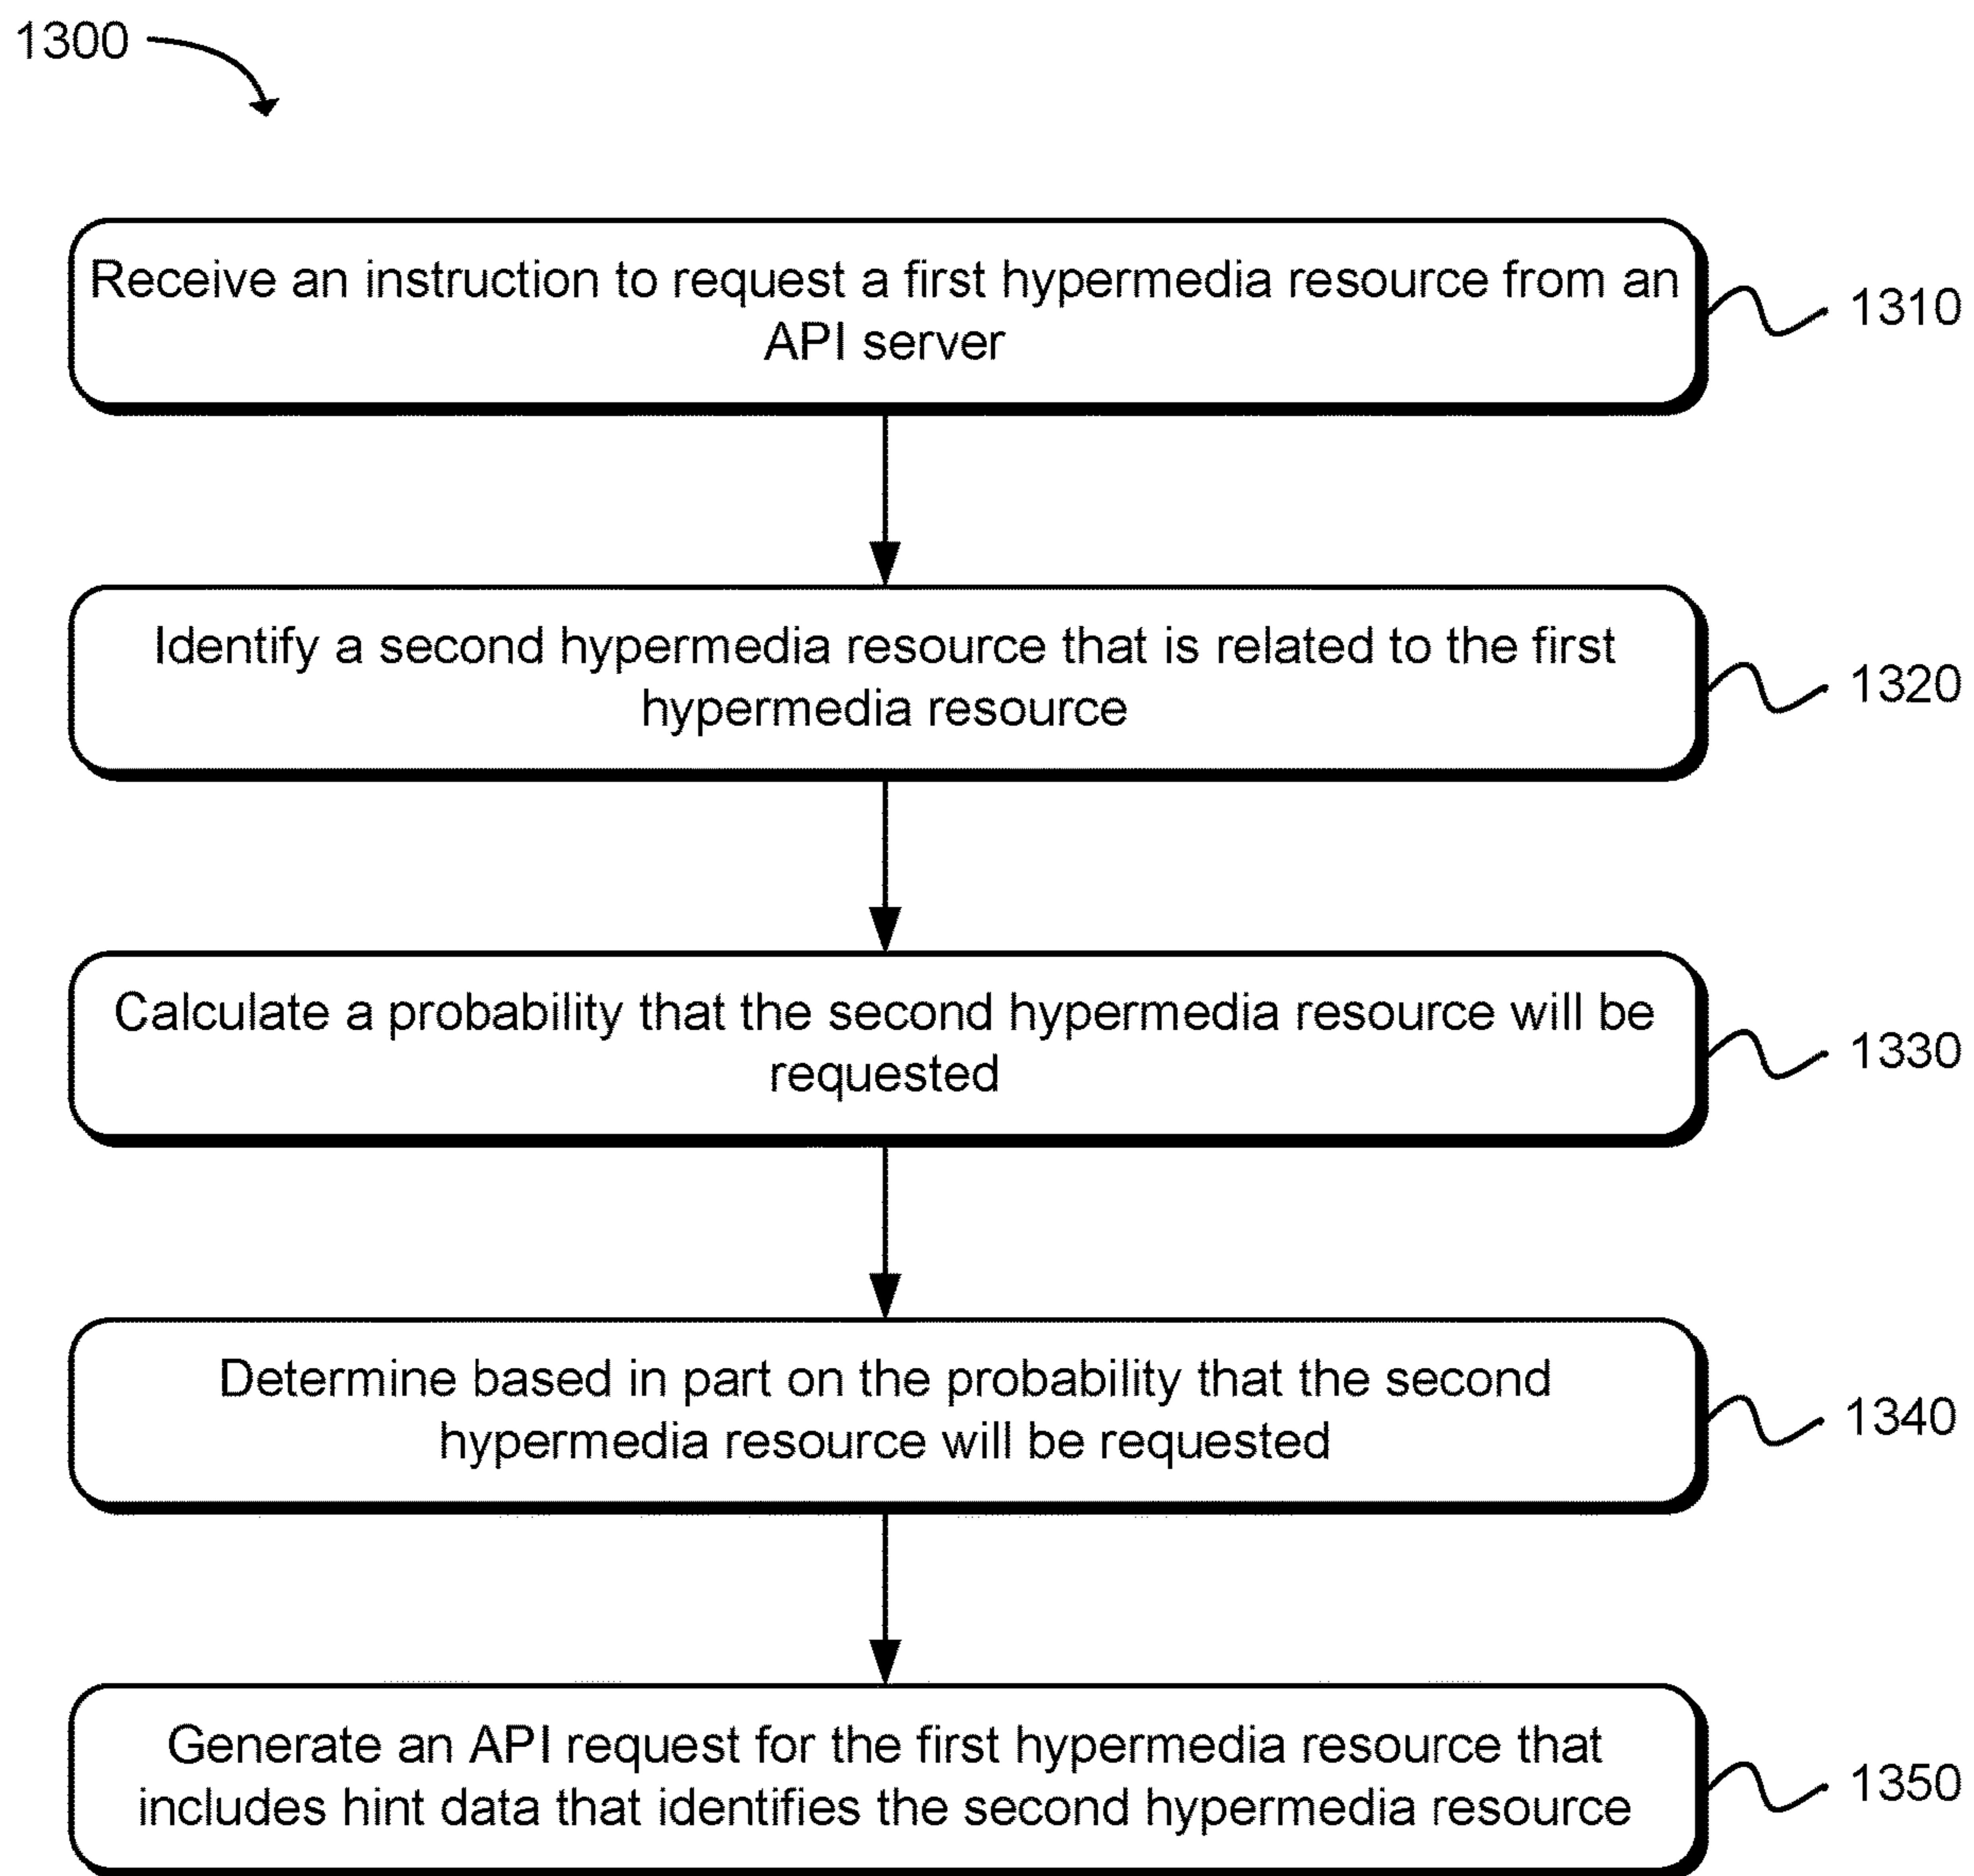 1300
Receive an instruction to request a first hypermedia resource from an
API server
1310
Identify a second hypermedia resource that is related to the first
hypermedia resource
1320
Calculate a probability that the second hypermedia resource will be
requested
1330
Determine based in part on the probability that the second
hypermedia resource will be requested
1340
Generate an API request for the first hypermedia resource that
includes hint data that identifies the second hypermedia resource
1350